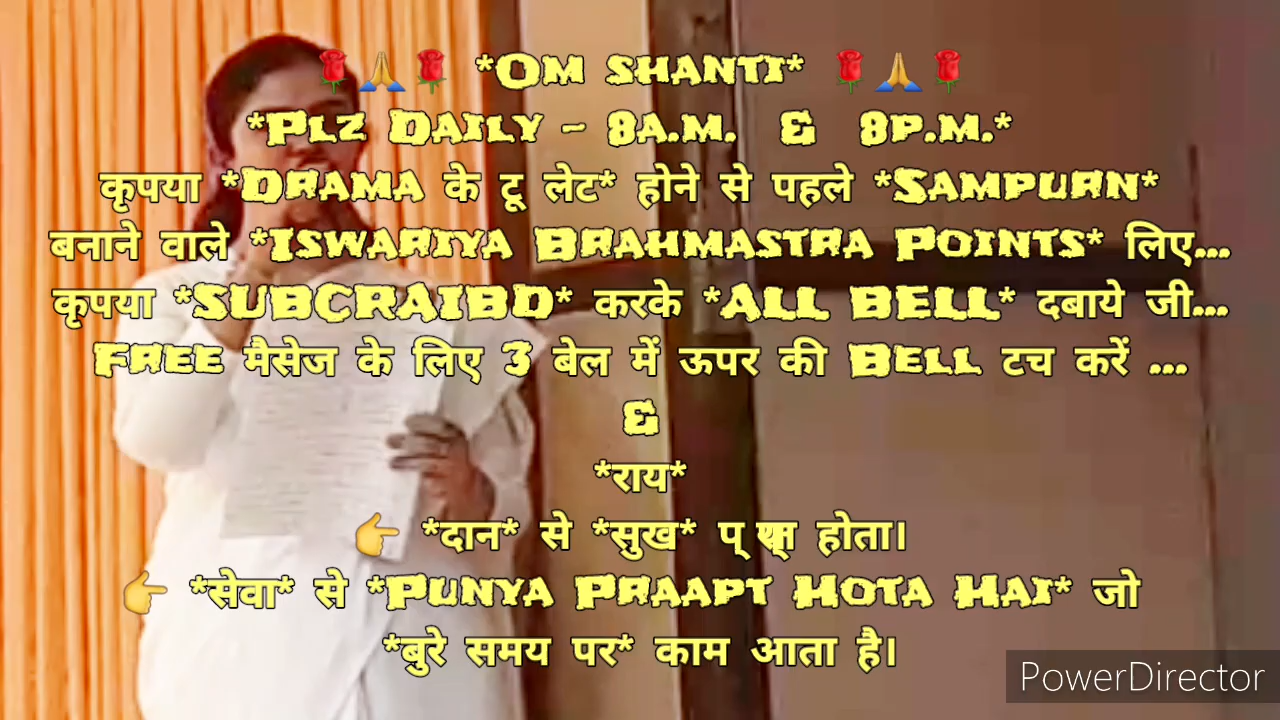 🌹🙏🌹 *Om shanti* 🌹🙏🌹
*Plz Daily - 8a.m. & 8p.m.*
कृपया *Drama के टू लेट* होने से पहले *Sampurn*
बनाने वाले *Iswariya Brahmastra Points* लिए...
कृपया *SUBCRAIBD* करके *ALL BELL* दबाये जी...
Free मैसेज के लिए 3 बेल में ऊपर की Bell टच करें ...
&
*राय*
👉 *दान* से *सुख* होता।
👉 *सेवा* से *Punya Praapt Hota Hai* जो
*बुरे समय पर* काम आता है।
PowerDirector